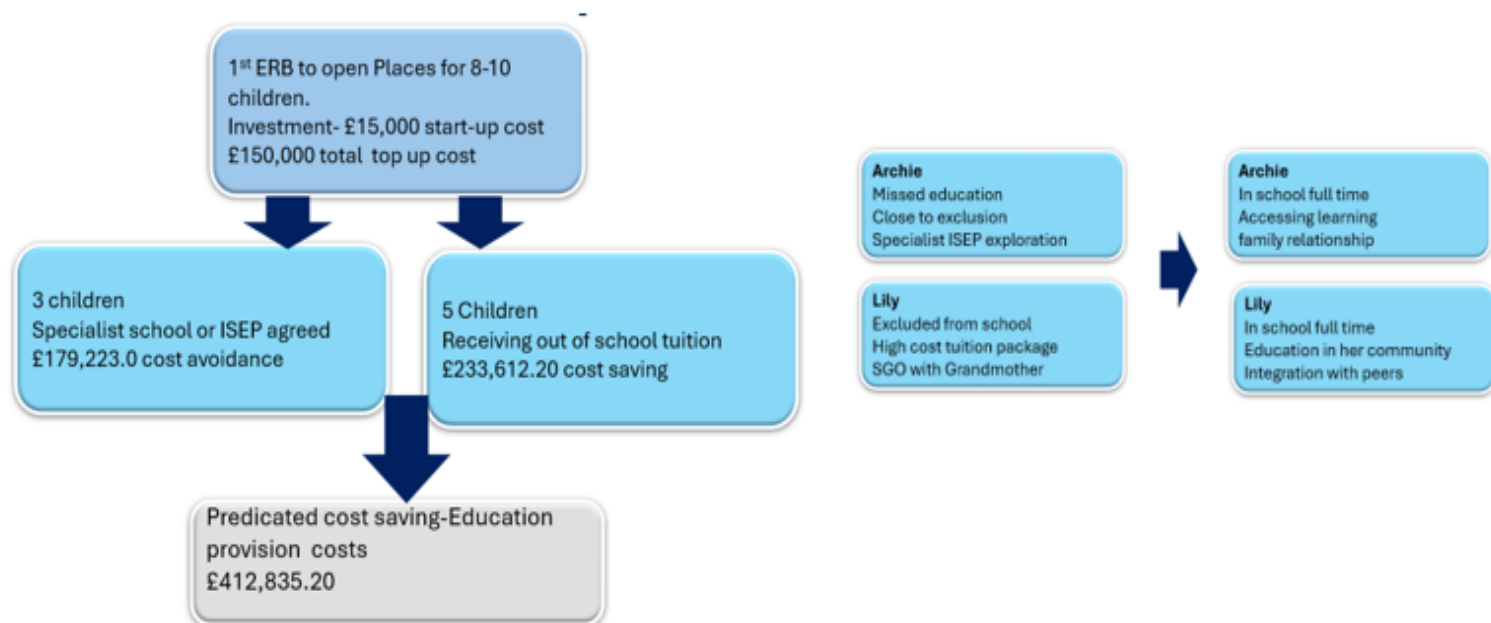 1st ERB to open Places for 8-10
children.
Investment- £15,000 start-up cost
£150,000 total top up cost
3 children
Specialist school or ISEP agreed
£179,223.0 cost avoidance
5 Children
Receiving out of school tuition
£233,612.20 cost saving
Predicated cost saving-Education
provision costs
£412,835.20
Archie
Missed education
Close to exclusion
Specialist ISEP exploration
Lily
Excluded from school
High cost tuition package
SGO with Grandmother
Archie
In school full time
Accessing learning
family relationship
Lily
In school full time
Education in her community
Integration with peers